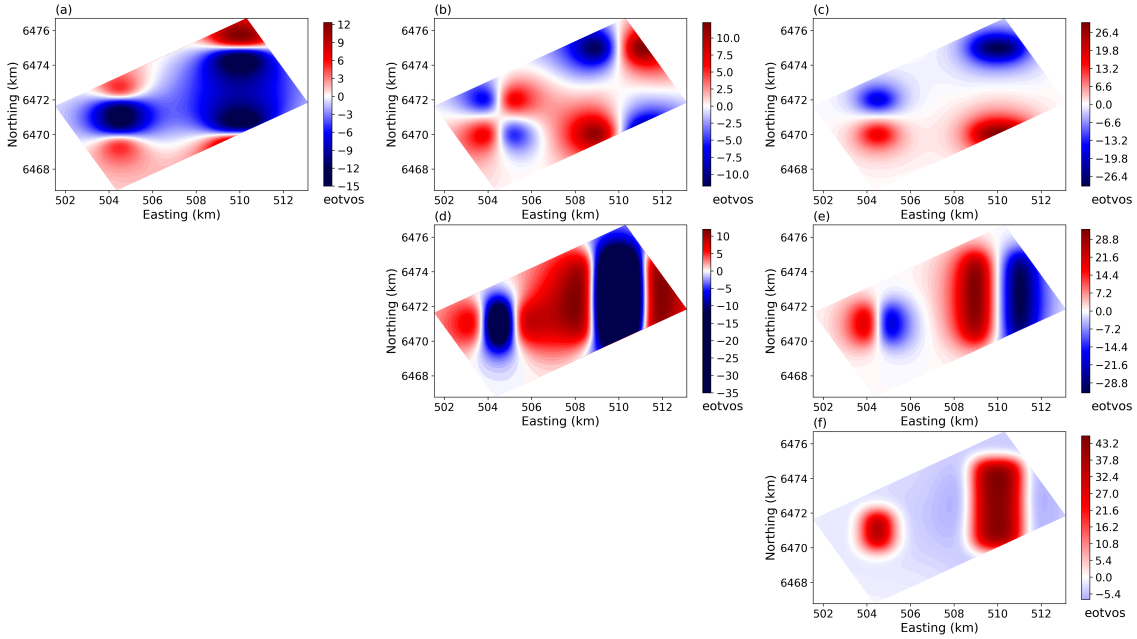 (a)
6476
6474
6472
6470
6468
Northing (km)
502 504 506 508 510 512
Easting (km)
12
9
6
3
0
−3
−6
−9
−12
−15
eotvos
(b)
6476
6474
6472
6470
6468
Northing (km)
502 504 506 508 510 512
Easting (km)
10.0
7.5
5.0
2.5
0.0
−2.5
−5.0
−7.5
−10.0
eotvos
(c)
6476
6474
6472
6470
6468
Northing (km)
502 504 506 508 510 512
Easting (km)
26.4
19.8
13.2
6.6
0.0
−6.6
−13.2
−19.8
−26.4
eotvos
(d)
6476
6474
6472
6470
6468
Northing (km)
502 504 506 508 510 512
Easting (km)
10
5
0
−5
−10
−15
−20
−25
−30
−35
eotvos
(e)
6476
6474
6472
6470
6468
Northing (km)
502 504 506 508 510 512
Easting (km)
28.8
21.6
14.4
7.2
0.0
−7.2
−14.4
−21.6
−28.8
eotvos
(f)
6476
6474
6472
6470
6468
Northing (km)
502 504 506 508 510 512
Easting (km)
43.2
37.8
32.4
27.0
21.6
16.2
10.8
5.4
0.0
−5.4
eotvos